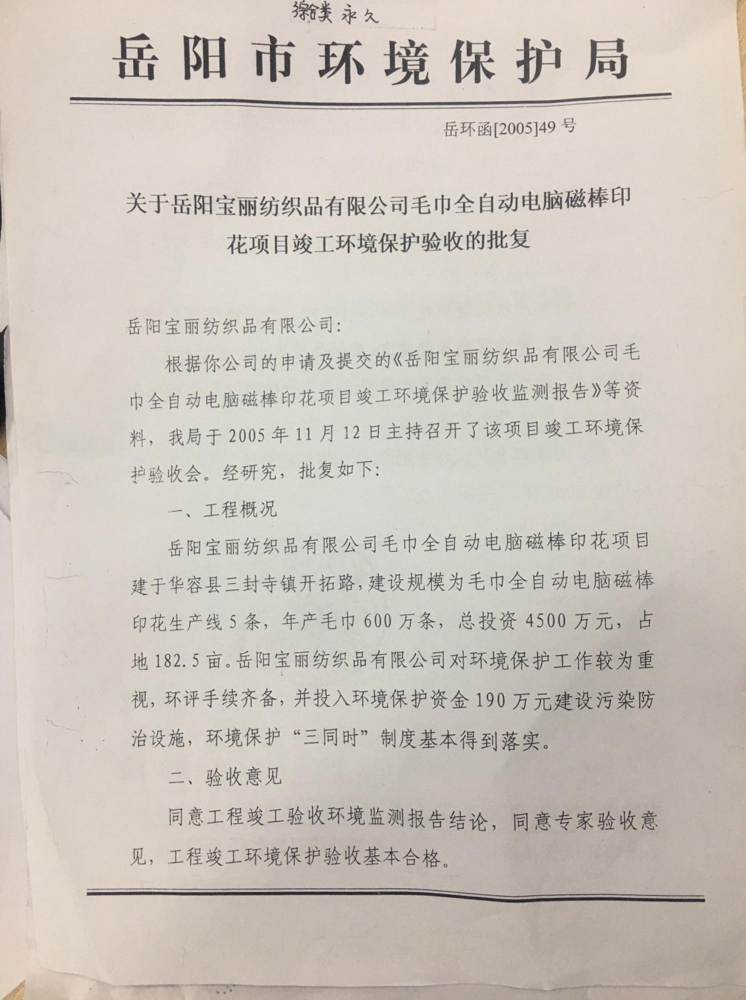 综合类 永久
岳阳市环境保护局
岳环函[2005]49 号
关于岳阳宝丽纺织品有限公司毛巾全自动电脑磁棒印
花项目竣工环境保护验收的批复
岳阳宝丽纺织品有限公司：
根据你公司的申请及提交的《岳阳宝丽纺织品有限公司毛
巾全自动电脑磁棒印花项目竣工环境保护验收监测报告》等资
料，我局于 2005 年 11 月 12 日主持召开了该项目竣工环境保
护验收会。经研究，批复如下：
一、工程概况
岳阳宝丽纺织品有限公司毛巾全自动电脑磁棒印花项目
建于华容县三封寺镇开拓路，建设规模为毛巾全自动电脑磁棒
印花生产线 5 条，年产毛巾 600 万条，总投资 4500 万元，占
地 182.5 亩。岳阳宝丽纺织品有限公司对环境保护工作较为重
视，环评手续齐备，并投入环境保护资金 190 万元建设污染防
治设施，环境保护“三同时”制度基本得到落实。
二、验收意见
同意工程竣工验收环境监测报告结论，同意专家验收意
见，工程竣工环境保护验收基本合格。